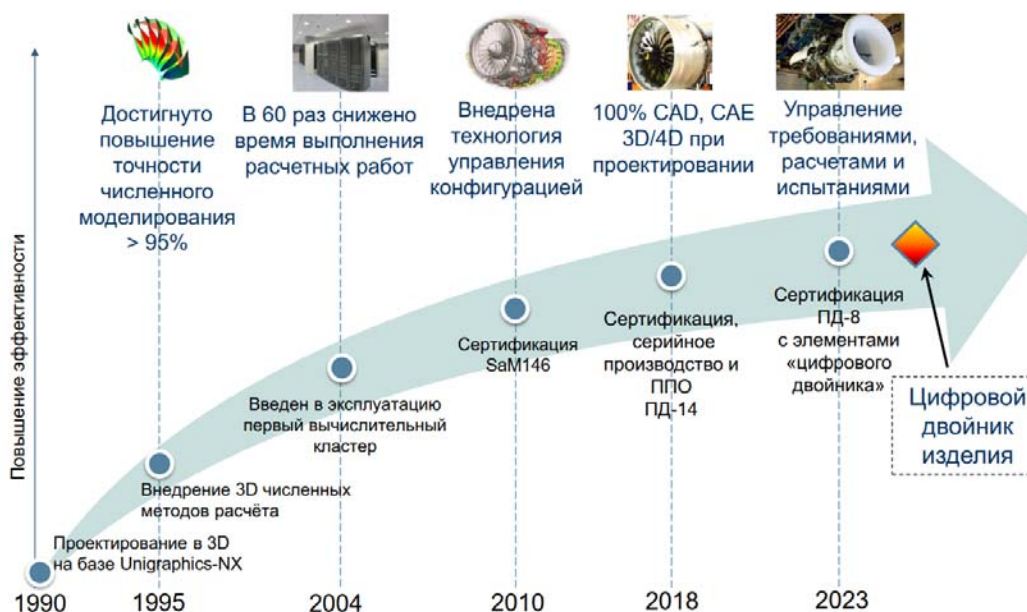 Достигнуто
повышение
точности
численного
моделирования
> 95%
В 60 раз снижено
время выполнения
расчетных работ
Внедрена
технология
управления
конфигурацией
100% CAD, CAE
3D/4D при
проектировании
Управление
требованиями,
расчетами и
испытаниями
Повышение эффективности
Проектирование в 3D
на базе Unigraphics-NX
Внедрение 3D численных
методов расчёта
Введен в эксплуатацию
первый вычислительный
кластер
Сертификация
SaM146
Сертификация,
серийное
производство и
ППО
ПД-14
Сертификация
ПД-8
с элементами
«цифрового
двойника»
Цифровой
двойник
изделия
1990 1995 2004 2010 2018 2023